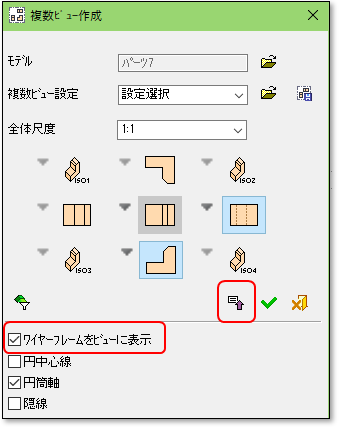 複数ﾋﾞｭｰ作成
ﾓﾃﾞﾙ
ﾊﾟｰﾂ7
複数ビュー設定
設定選択
全体尺度
1:1
ISO1
ISO2
ISO3
ISO4
ワイヤーフレームをビューに表示
円中心線
円筒軸
隠線